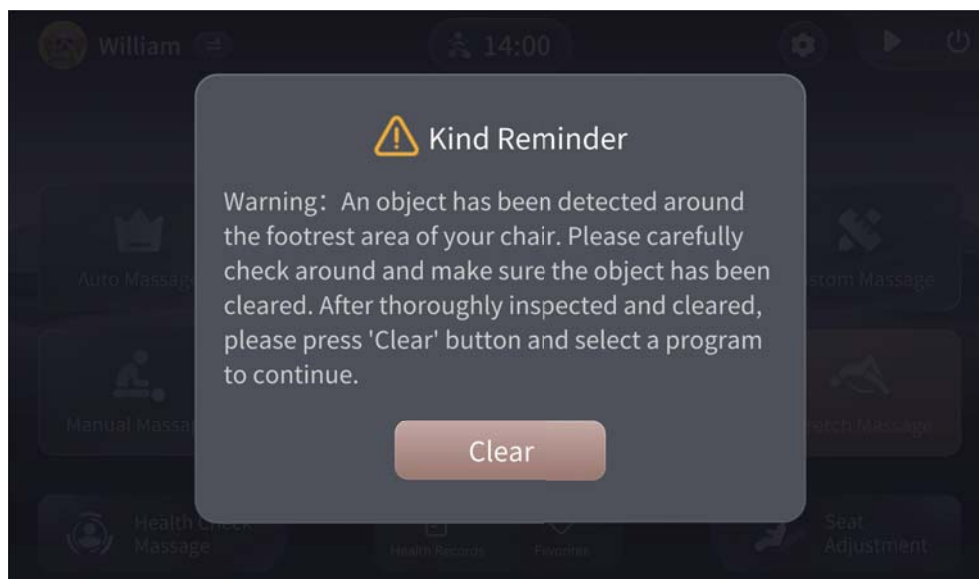 William
14:00
Kind Reminder
Warning： An object has been detected around
the footrest area of your chair. Please carefully
check around and make sure the object has been
cleared. After thoroughly inspected and cleared,
please press 'Clear' button and select a program
to continue.
Clear
Auto Massage
stom Massage
Manual Massa
retch Massage
Health Check
Massage
Health Records
Favorites
Seat
Adjustment